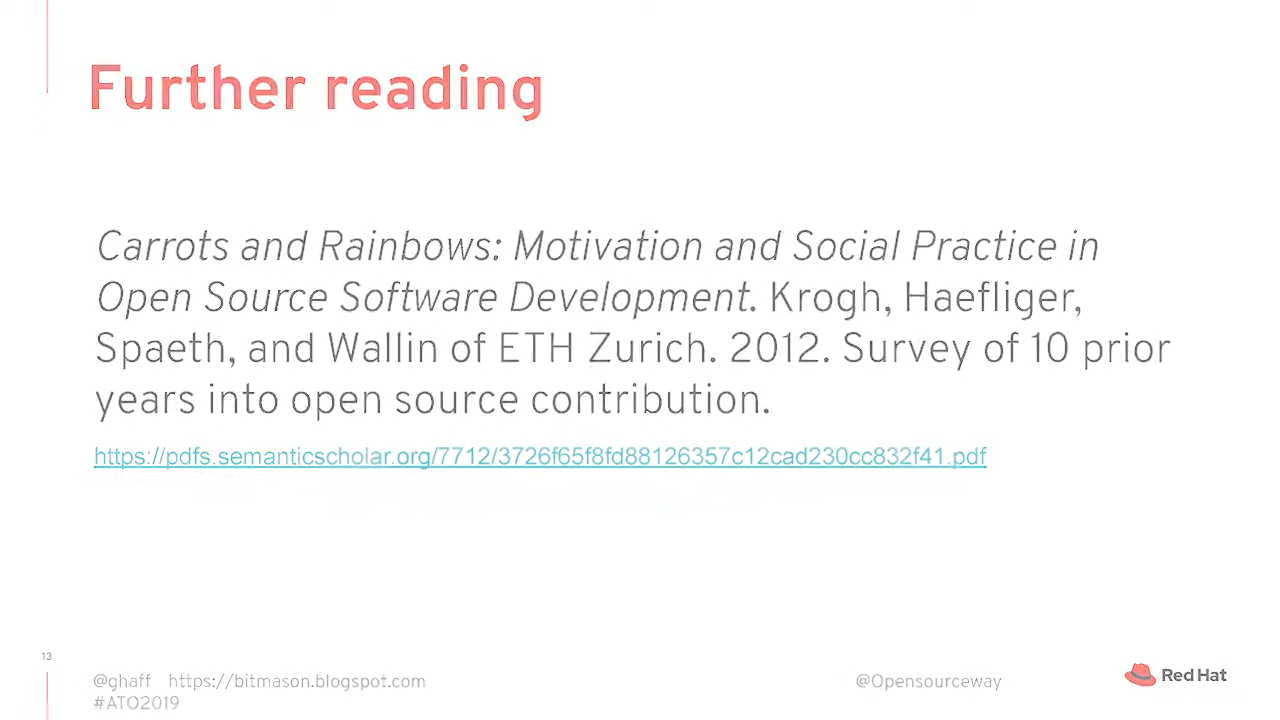 Further reading
Carrots and Rainbows: Motivation and Social Practice in
Open Source Software Development. Krogh, Haefliger,
Spaeth, and Wallin of ETH Zurich. 2012. Survey of 10 prior
years into open source contribution.
https://pdfs.semanticscholar.org/7712/3726f65f8fd88126357c12cad230cc832f41.pdf
13
@ghaff https://bitmason.blogspot.com
#ATO2019
@Opensourceway
Red Hat